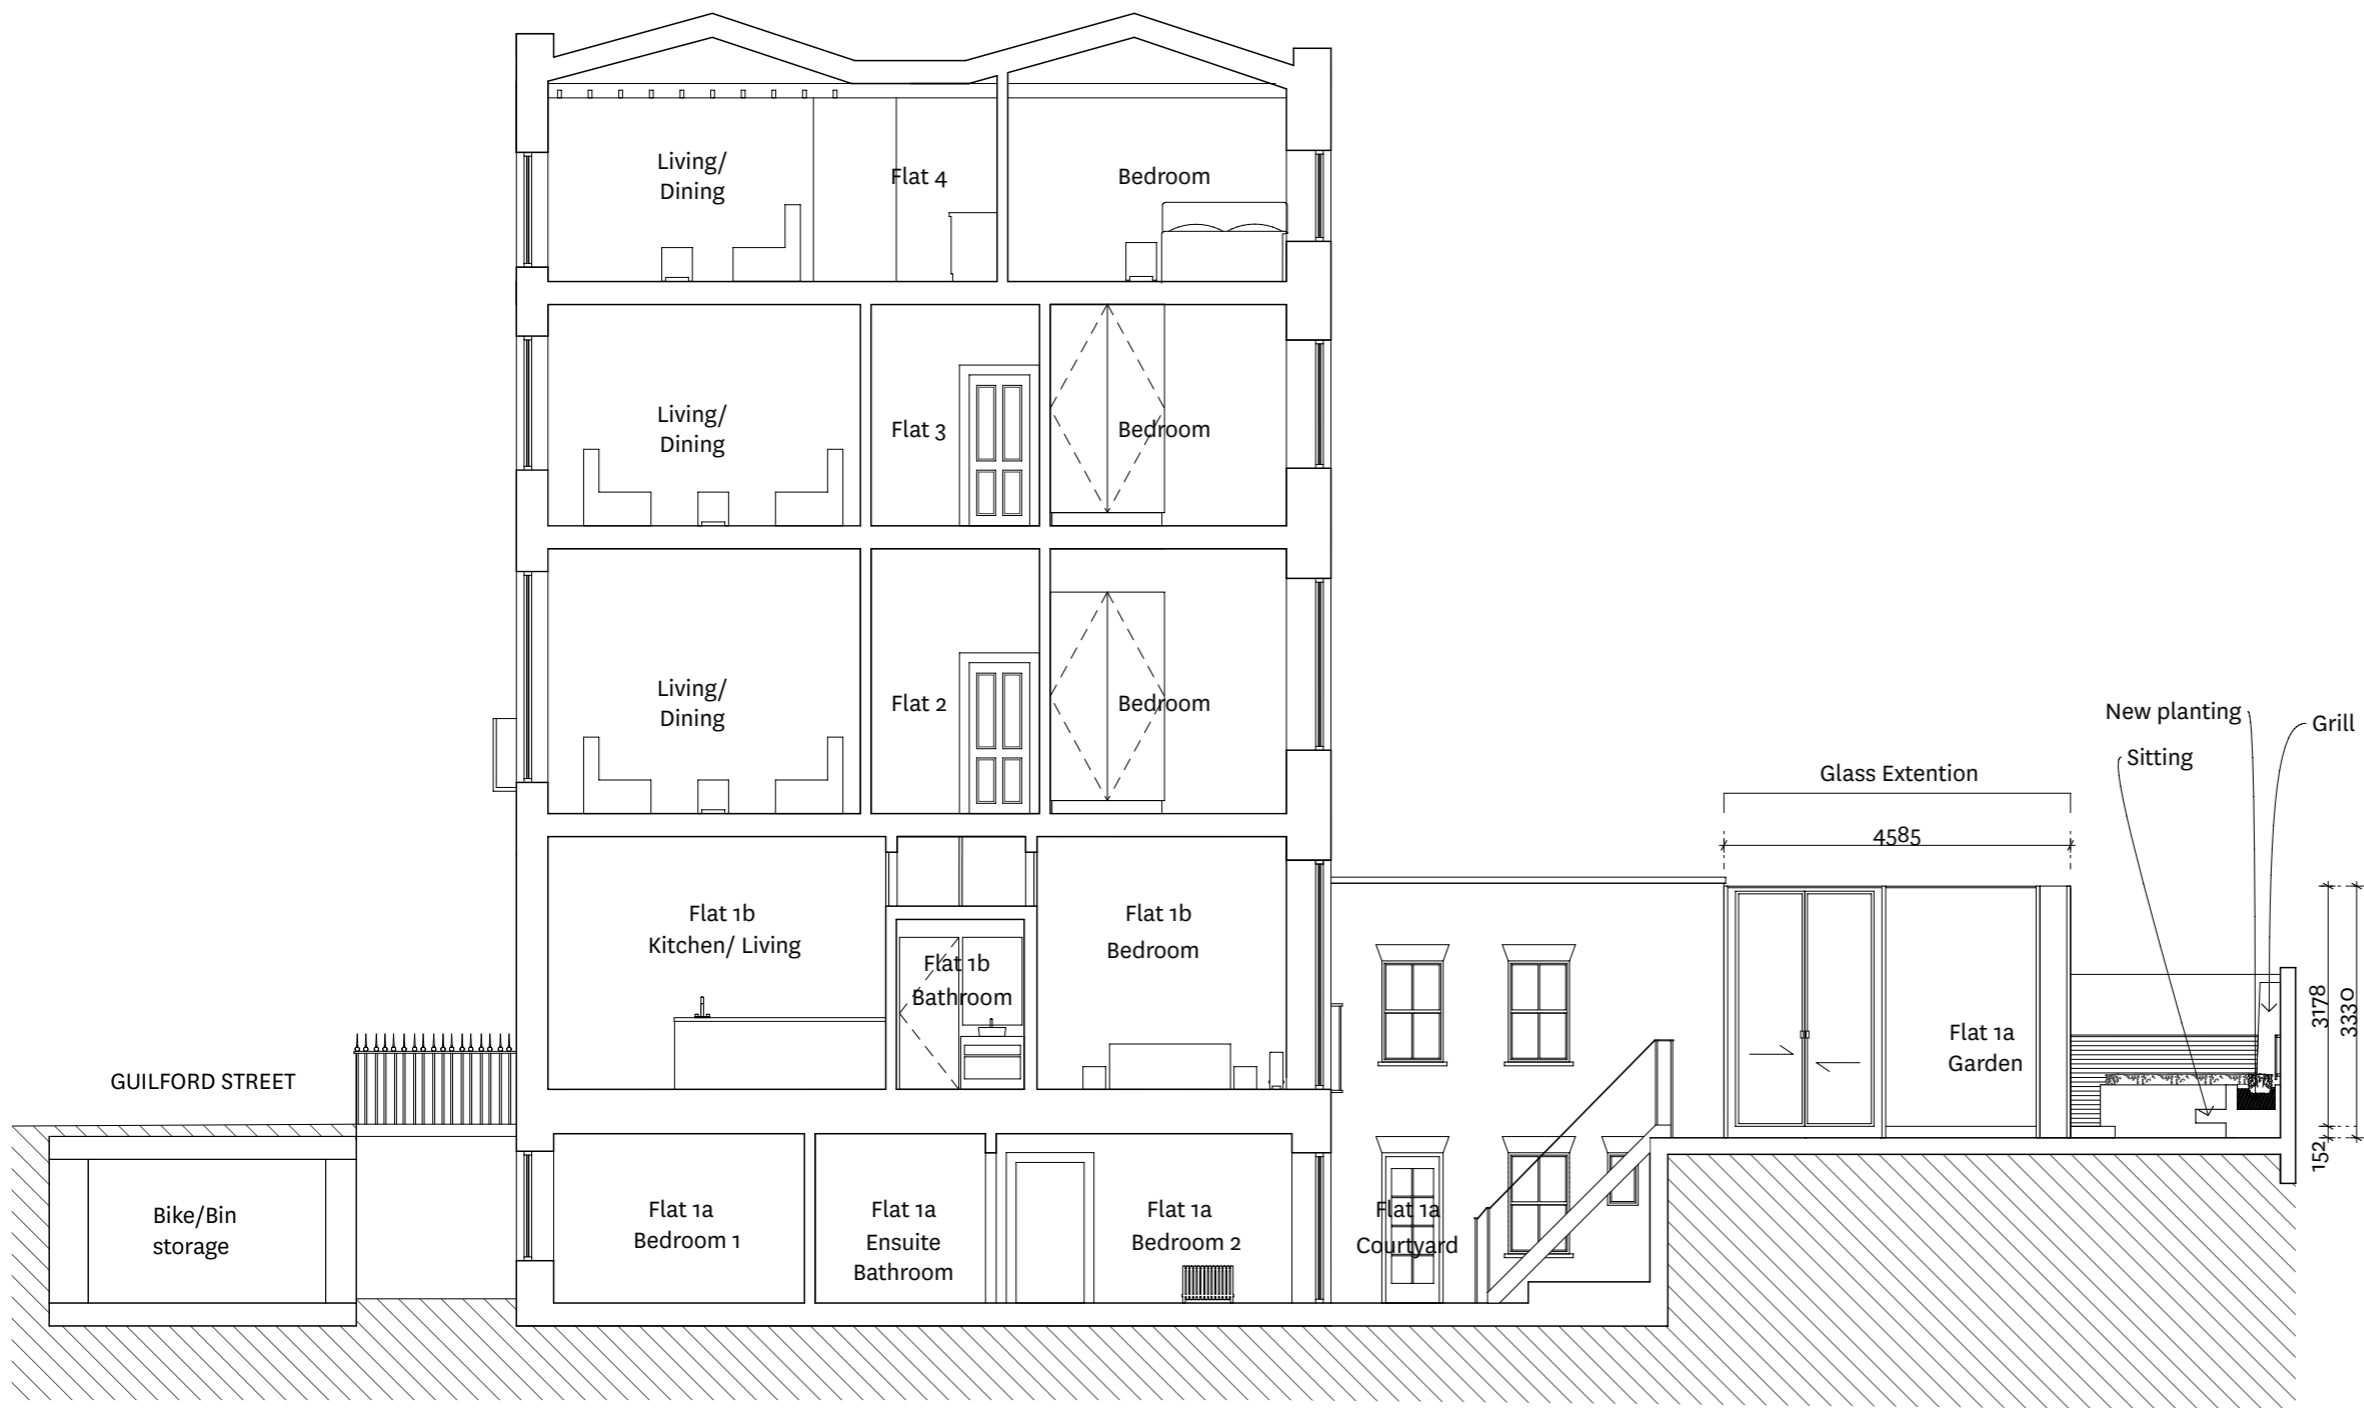 Living/
Dining
Flat 4
Bedroom
Living/
Dining
Flat 3
Bedroom
Living/
Dining
Flat 2
Bedroom
New planting
Grill
Sitting
Glass Extention
4585
Flat 1b
Kitchen/ Living
Flat 1b
Bathroom
Flat 1b
Bedroom
3178
3330
152
Flat 1a
Garden
GUILFORD STREET
Bike/Bin
storage
Flat 1a
Bedroom 1
Flat 1a
Ensuite
Bathroom
Flat 1a
Bedroom 2
Flat 1a
Courtyard